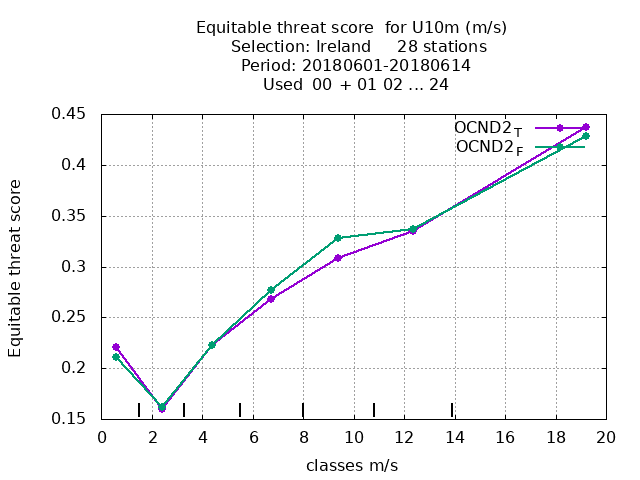 Equitable threat score  for U10m (m/s)
Selection: Ireland     28 stations
Period: 20180601-20180614
Used  00 + 01 02 ... 24
OCND2_T
OCND2_F
Equitable threat score
0.45
0.4
0.35
0.3
0.25
0.2
0.15
0 2 4 6 8 10 12 14 16 18 20
classes m/s